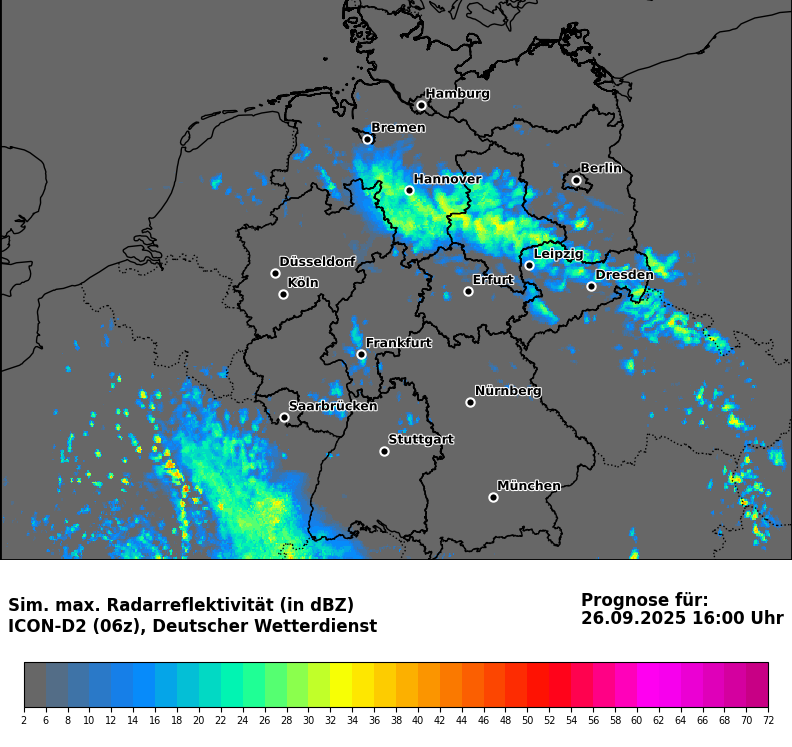 Hamburg
Bremen
Berlin
Hannover
Leipzig
Düsseldorf
Dresden
Erfurt
Köln
Frankfurt
Nürnberg
Saarbrücken
Stuttgart
München
Sim. max. Radarreflektivität (in dBZ)
ICON-D2 (06z), Deutscher Wetterdienst
Prognose für:
26.09.2025 16:00 Uhr
2 6 8 10 12 14 16 18 20 22 24 26 28 30 32 34 36 38 40 42 44 46 48 50 52 54 56 58 60 62 64 66 68 70 72